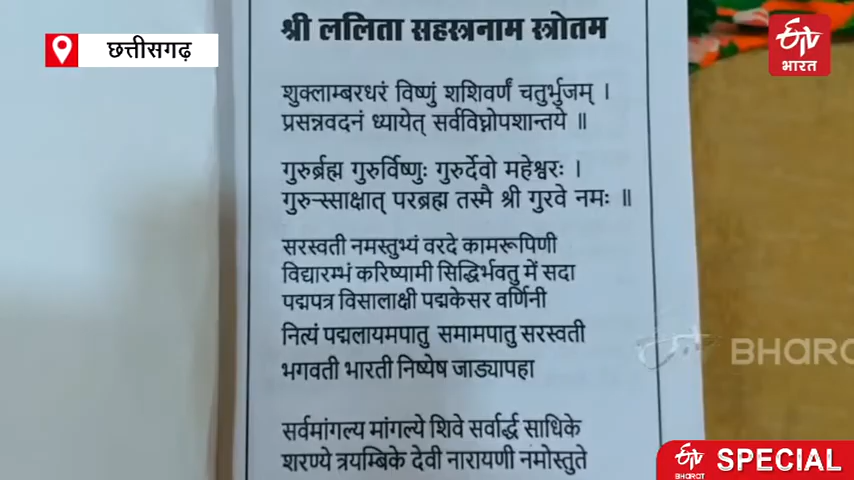 श्री ललिता सहस्त्रनाम स्त्रोतम
छत्तीसगढ़
ETV
भारत
शुक्लाम्बरधरं विष्णुं शशिवर्णं चतुर्भुजम् ।
प्रसन्नवदनं ध्यायेत् सर्वविघ्नोपशान्तये ॥
गुरुर्ब्रह्म गुरुर्विष्णुः गुरुर्देवो महेश्वरः ।
गुरुर्स्साक्षात् परब्रह्म तस्मै श्री गुरवे नमः ॥
सरस्वती नमस्तुभ्यं वरदे कामरूपिणी
विद्यारम्भं करिष्यामी सिद्धिर्भवतु में सदा
पद्मपत्र विसालाक्षी पद्मकेसर वर्णिनी
नित्यं पद्मलायमपातु समामपातु सरस्वती
भगवती भारती निष्येष जाड्यापहा
सर्वमांगल्य मांगल्ये शिवे सर्वार्द्ध साधिके
शरण्ये त्रयम्बिके देवी नारायणी नंमोस्तुते
ETV BHARA
ETV BHARAT SPECIAL